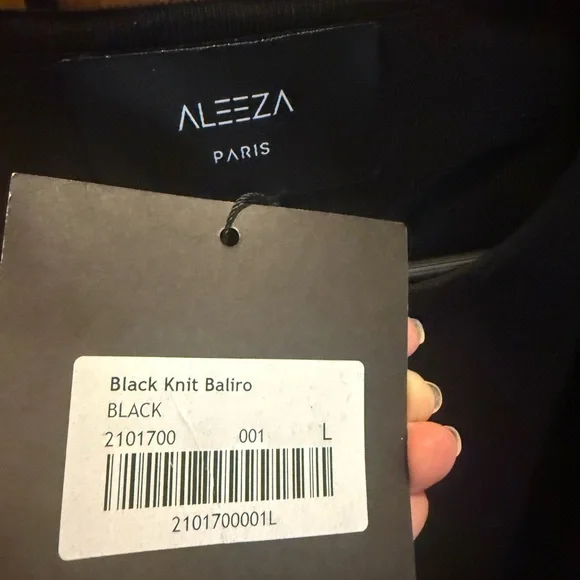 ALEEZA
PARIS
Black Knit Baliro
BLACK
2101700 001 L
2101700001L